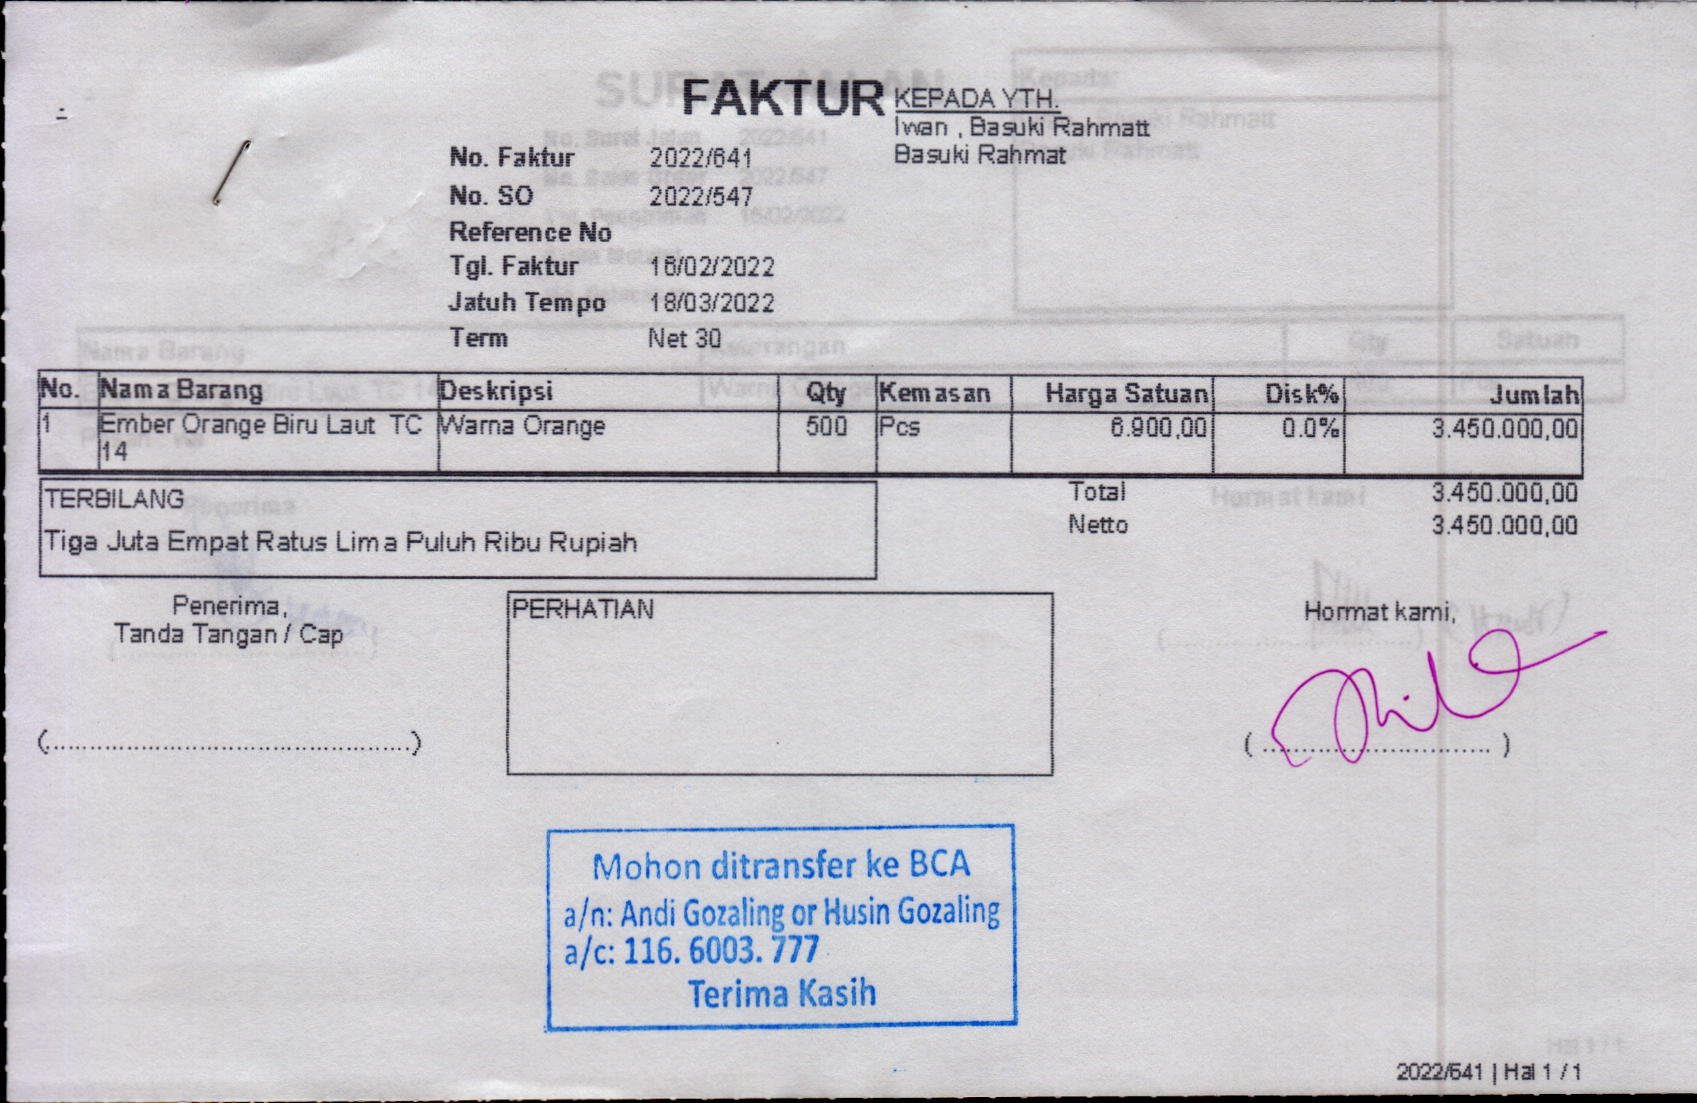 FAKTUR
KEPADA YTH.
Iwan , Basuki Rahmatt
Basuki Rahmat
No. Faktur 2022/641
No. SO 2022/547
Reference No
Tgl. Faktur 16/02/2022
Jatuh Tempo 18/03/2022
Term Net 30
No. Nama Barang Deskripsi Qty Kemasan Harga Satuan Disk% Jumlah
1 Ember Orange Biru Laut TC Warna Orange 500 Pcs 6.900,00 0.0% 3.450.000,00
14
Total 3.450.000,00
Netto 3.450.000,00
TERBILANG
Tiga Juta Empat Ratus Lima Puluh Ribu Rupiah
Penerima,
Tanda Tangan / Cap
(..............................................)
PERHATIAN
Hormat kami,
( .............................. )
Mohon ditransfer ke BCA
a/n: Andi Gozaling or Husin Gozaling
a/c: 116. 6003. 777
Terima Kasih
2022/641 | Hal 1 / 1